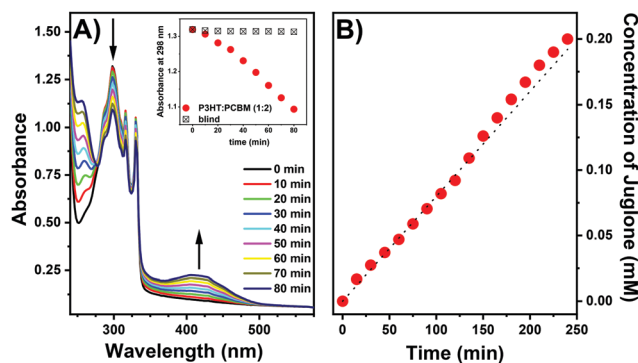 A)
1.50
1.25
1.00
0.75
0.50
0.25
Absorbance
300
400
500
Wavelength (nm)
1.3
1.2
1.1
Absorbance at 298 nm
P3HT:PCBM (1:2)
blind
0 20 40 60 80
time (min)
0 min
10 min
20 min
30 min
40 min
50 min
60 min
70 min
80 min
B)
0.20
0.15
0.10
0.05
0.00
Concentration of Juglone (mM)
0 50 100 150 200 250
Time (min)